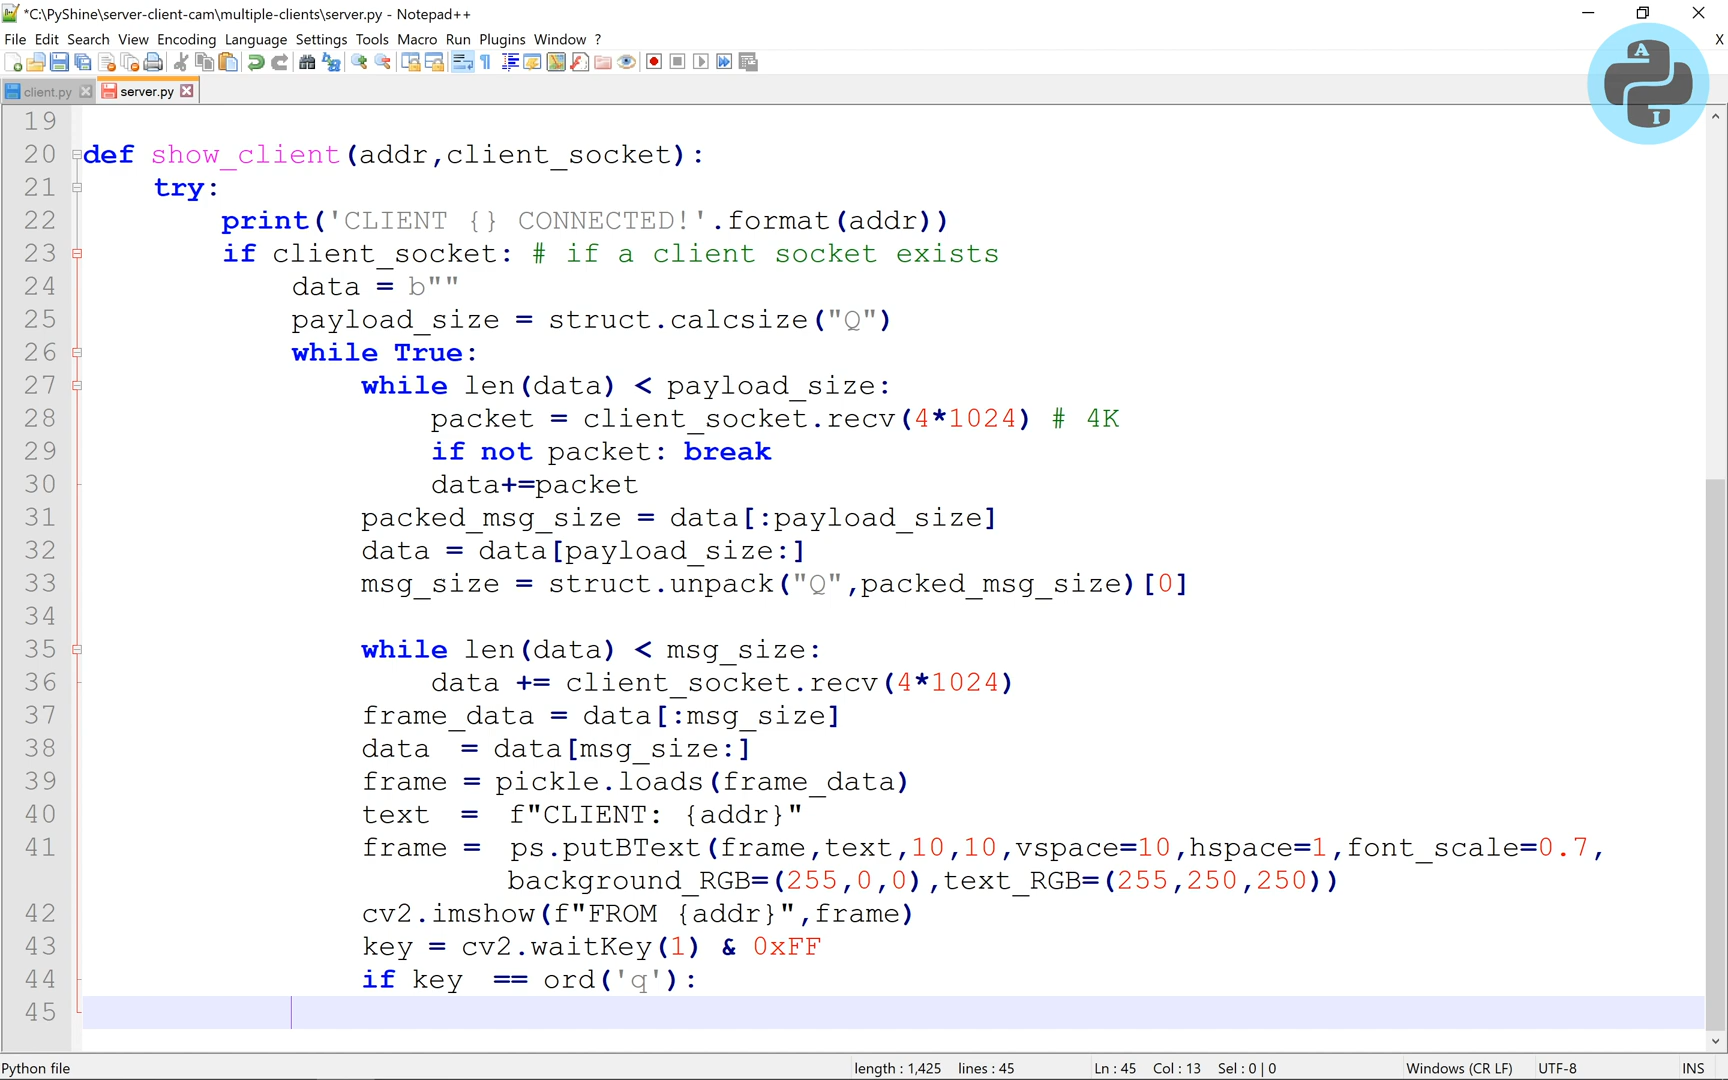 *C:\PyShine\server-client-cam\multiple-clients\server.py - Notepad++
File Edit Search View Encoding Language Settings Tools Macro Run Plugins Window ? X
client.py server.py
A
I
19
20 def show_client(addr,client_socket):
21 try:
22 print('CLIENT {} CONNECTED!'.format(addr))
23 if client_socket: # if a client socket exists
24 data = b""
25 payload_size = struct.calcsize("Q")
26 while True:
27 while len(data) < payload_size:
28 packet = client_socket.recv(4*1024) # 4K
29 if not packet: break
30 data+=packet
31 packed_msg_size = data[:payload_size]
32 data = data[payload_size:]
33 msg_size = struct.unpack("Q",packed_msg_size)[0]
34
35 while len(data) < msg_size:
36 data += client_socket.recv(4*1024)
37 frame_data = data[:msg_size]
38 data  = data[msg_size:]
39 frame = pickle.loads(frame_data)
40 text  =  f"CLIENT: {addr}"
41 frame =  ps.putBText(frame,text,10,10,vspace=10,hspace=1,font_scale=0.7,
background_RGB=(255,0,0),text_RGB=(255,250,250))
42 cv2.imshow(f"FROM {addr}",frame)
43 key = cv2.waitKey(1) & 0xFF
44 if key  == ord('q'):
45
Python file length : 1,425 lines : 45 Ln : 45 Col : 13 Sel : 0 | 0 Windows (CR LF) UTF-8 INS